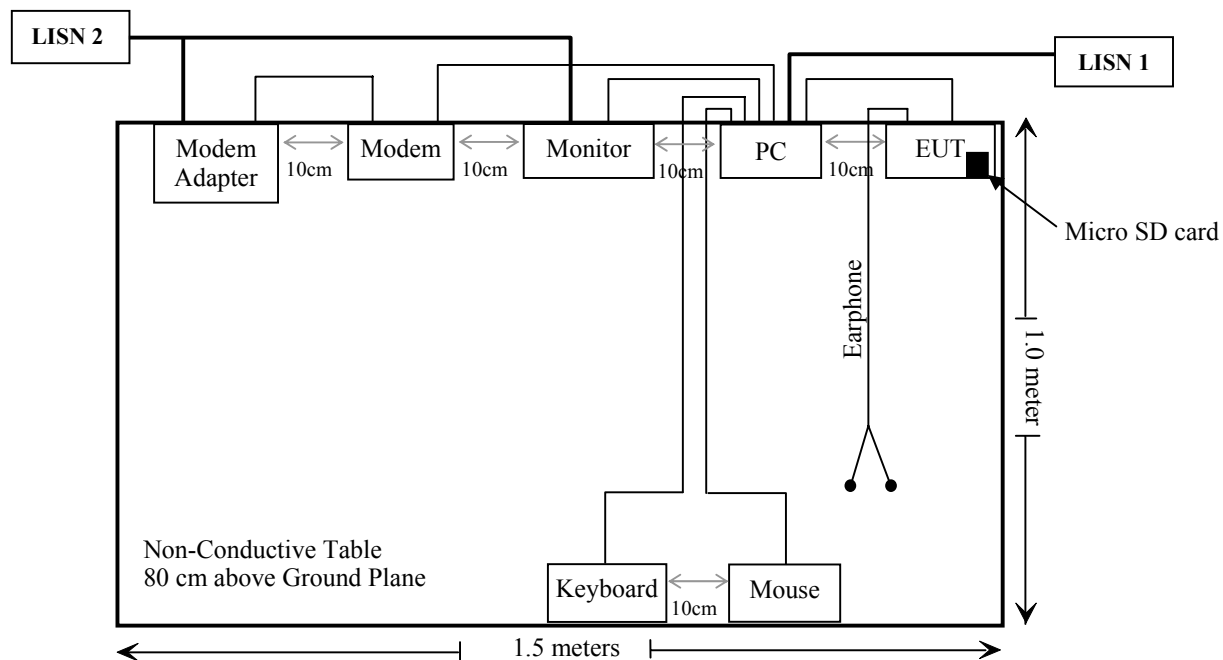 LISN 2
LISN 1
Modem
Adapter
10cm
Modem
10cm
Monitor
10cm
PC
10cm
EUT
Micro SD card
Earphone
1.0 meter
Non-Conductive Table
80 cm above Ground Plane
Keyboard
10cm
Mouse
1.5 meters